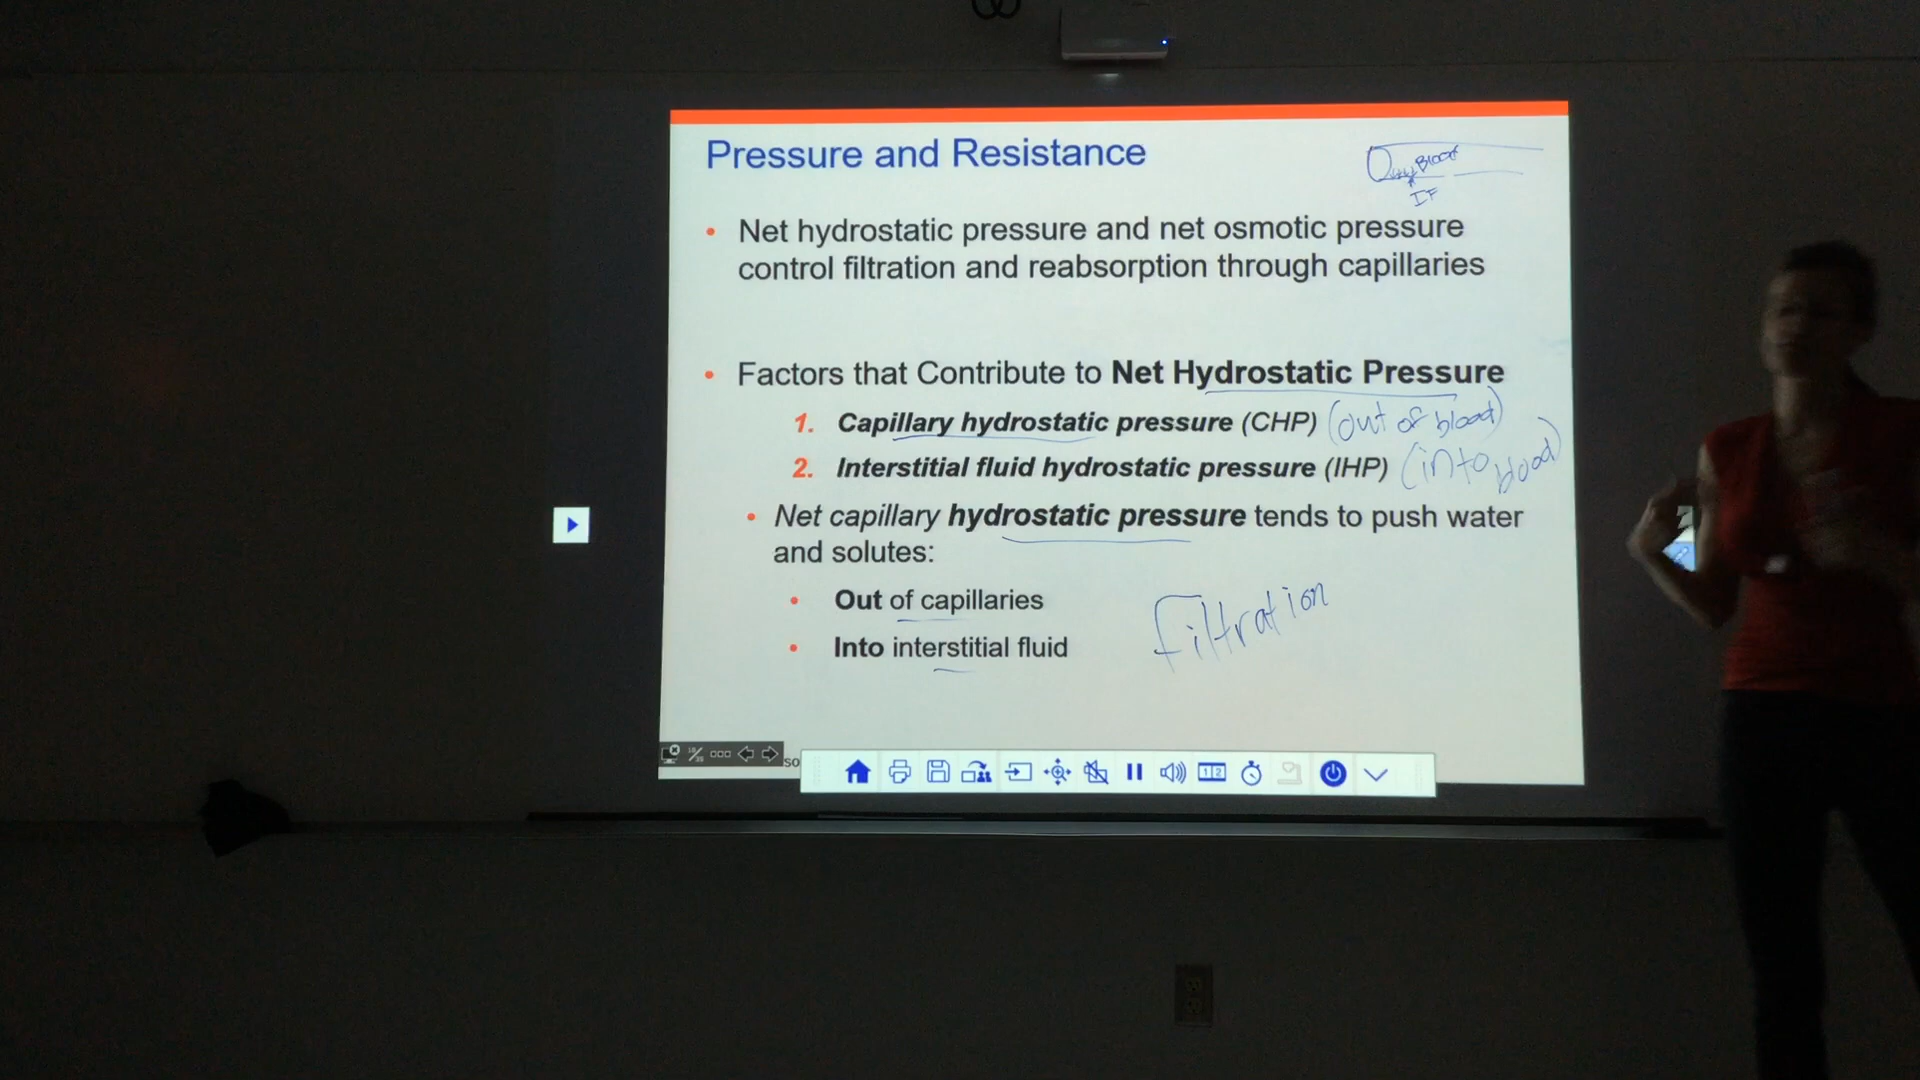 Pressure and Resistance
Blood
IF
• Net hydrostatic pressure and net osmotic pressure
control filtration and reabsorption through capillaries
• Factors that Contribute to Net Hydrostatic Pressure
1. Capillary hydrostatic pressure (CHP) (out of blood)
2. Interstitial fluid hydrostatic pressure (IHP) (into blood)
• Net capillary hydrostatic pressure tends to push water
and solutes:
• Out of capillaries
• Into interstitial fluid
filtration
so
1 2